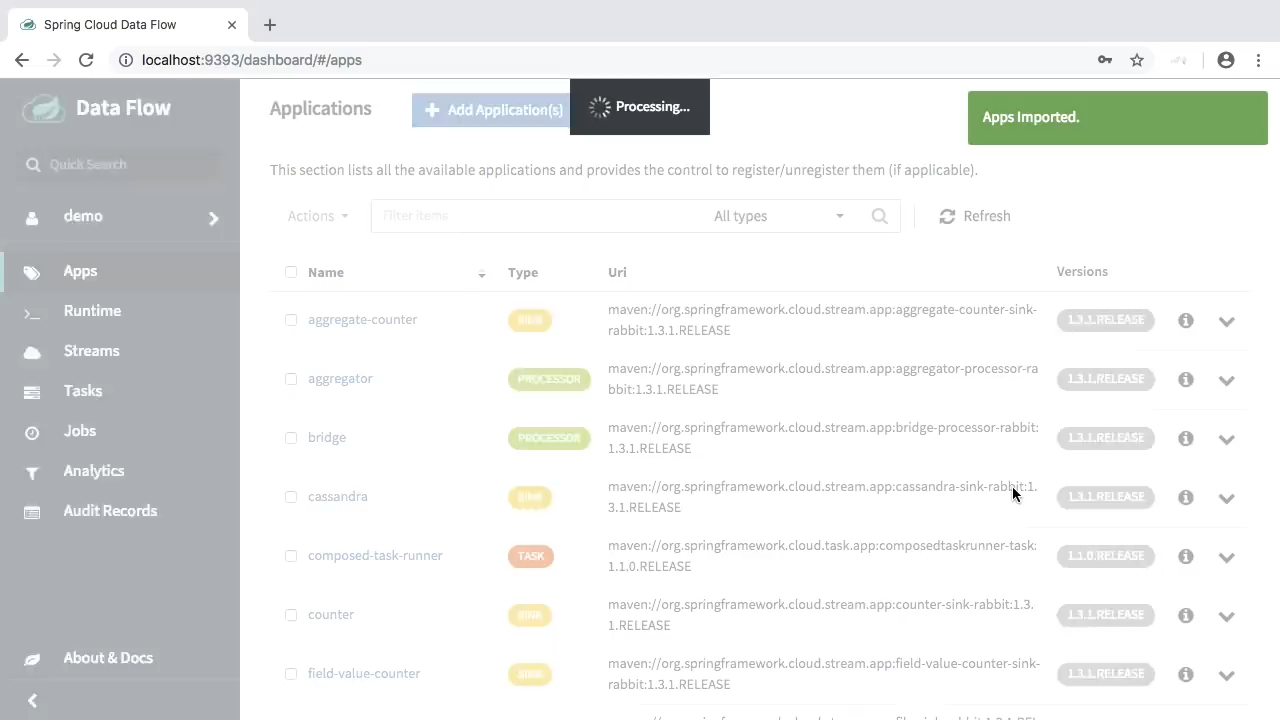 Spring Cloud Data Flow
localhost:9393/dashboard/#/apps
Data Flow
Quick Search
demo
Apps
Runtime
Streams
Tasks
Jobs
Analytics
Audit Records
About & Docs
Applications
Add Application(s)
Processing...
Apps Imported.
This section lists all the available applications and provides the control to register/unregister them (if applicable).
Actions
Filter items
All types
Refresh
Name Type Uri Versions
aggregate-counter SINK maven://org.springframework.cloud.stream.app:aggregate-counter-sink- 1.3.1.RELEASE
rabbit:1.3.1.RELEASE
aggregator PROCESSOR maven://org.springframework.cloud.stream.app:aggregator-processor-ra 1.3.1.RELEASE
bbit:1.3.1.RELEASE
bridge PROCESSOR maven://org.springframework.cloud.stream.app:bridge-processor-rabbit: 1.3.1.RELEASE
1.3.1.RELEASE
cassandra SINK maven://org.springframework.cloud.stream.app:cassandra-sink-rabbit:1. 1.3.1.RELEASE
3.1.RELEASE
composed-task-runner TASK maven://org.springframework.cloud.task.app:composedtaskrunner-task: 1.1.0.RELEASE
1.1.0.RELEASE
counter SINK maven://org.springframework.cloud.stream.app:counter-sink-rabbit:1.3. 1.3.1.RELEASE
1.RELEASE
field-value-counter SINK maven://org.springframework.cloud.stream.app:field-value-counter-sink- 1.3.1.RELEASE
rabbit:1.3.1.RELEASE